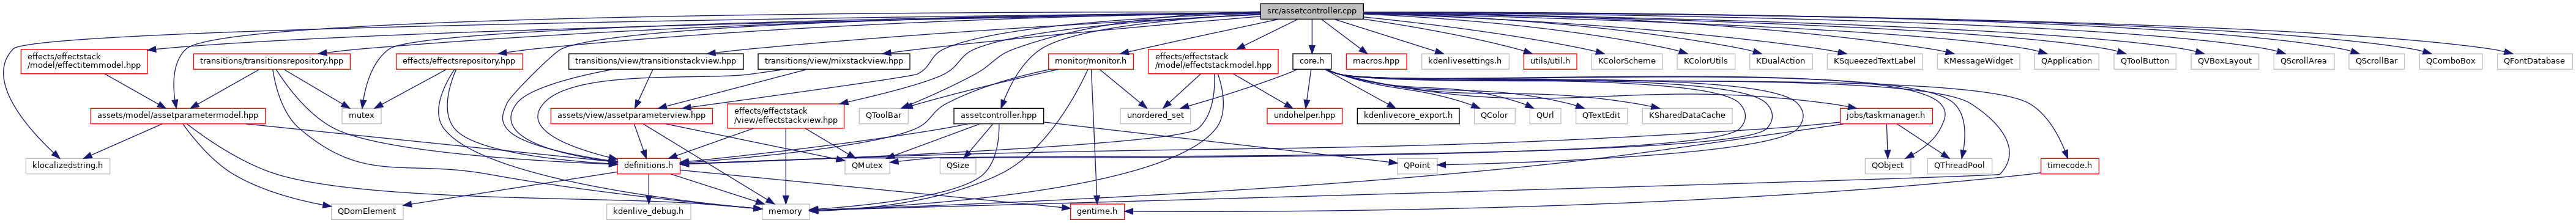 src/assetcontroller.cpp
effects/effectstack
/model/effectitemmodel.hpp
transitions/transitionsrepository.hpp
effects/effectsrepository.hpp
transitions/view/transitionstackview.hpp
transitions/view/mixstackview.hpp
monitor/monitor.h
effects/effectstack
/model/effectstackmodel.hpp
core.h
macros.hpp
kdenlivesettings.h
utils/util.h
KColorScheme
KColorUtils
KDualAction
KSqueezedTextLabel
KMessageWidget
QApplication
QToolButton
QVBoxLayout
QScrollArea
QScrollBar
QComboBox
QFontDatabase
assets/model/assetparametermodel.hpp
mutex
assets/view/assetparameterview.hpp
effects/effectstack
/view/effectstackview.hpp
QToolBar
assetcontroller.hpp
unordered_set
undohelper.hpp
kdenlivecore_export.h
QColor
QUrl
QTextEdit
KSharedDataCache
jobs/taskmanager.h
klocalizedstring.h
definitions.h
QMutex
QSize
QPoint
QObject
QThreadPool
timecode.h
QDomElement
kdenlive_debug.h
memory
gentime.h